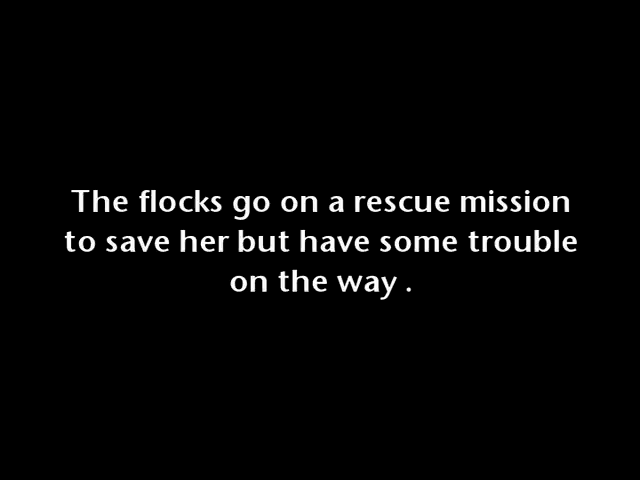 The flocks go on a rescue mission
to save her but have some trouble
on the way .